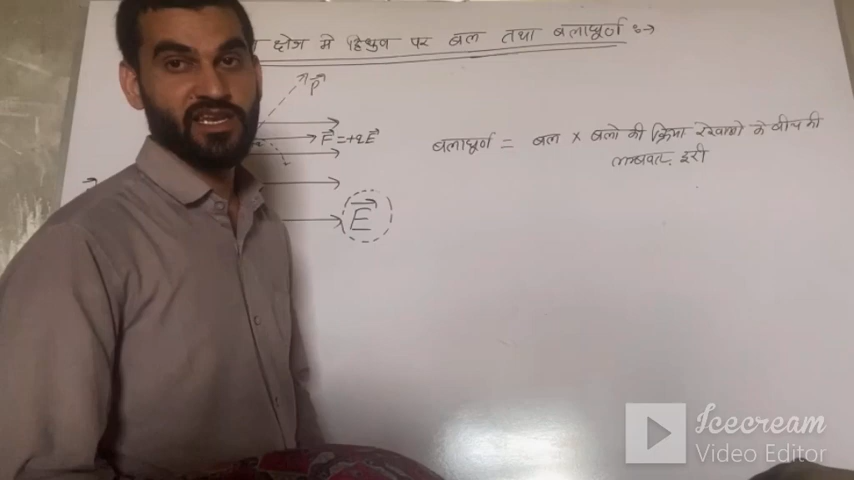 क्षेत्र मे द्विध्रुव पर बल तथा बलाघूर्ण :→
P
F = +qE
बलाघूर्ण = बल × बलो की क्रिया रेखाओ के बीच की
लम्बवत् दूरी
E
Icecream
Video Editor